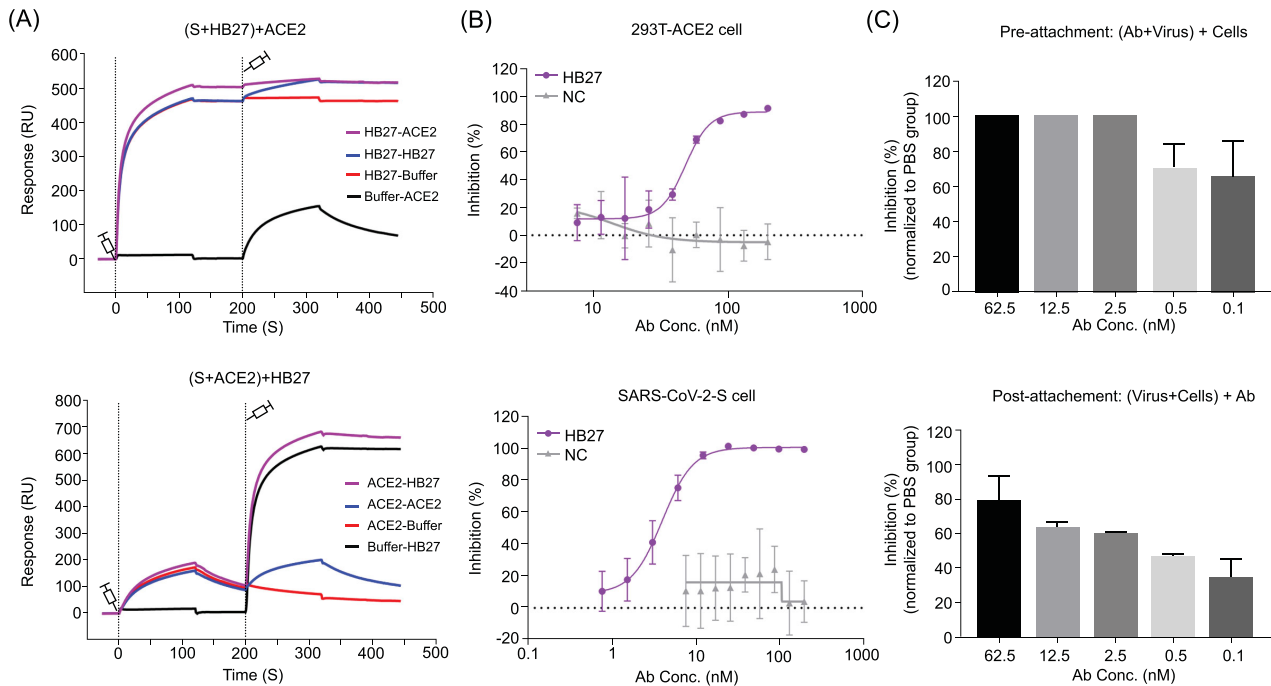 (A)
(S+HB27)+ACE2
600
500
400
300
200
100
0
Response (RU)
HB27-ACE2
HB27-HB27
HB27-Buffer
Buffer-ACE2
0 100 200 300 400 500
Time (S)
(S+ACE2)+HB27
800
700
600
500
400
300
200
100
0
Response (RU)
ACE2-HB27
ACE2-ACE2
ACE2-Buffer
Buffer-HB27
0 100 200 300 400 500
Time (S)
(B)
293T-ACE2 cell
HB27
NC
120
100
80
60
40
20
0
-20
-40
Inhibition (%)
10 100 1000
Ab Conc. (nM)
SARS-CoV-2-S cell
HB27
NC
120
100
80
60
40
20
0
-20
Inhibition (%)
0.1 1 10 100 1000
Ab Conc. (nM)
(C)
Pre-attachment: (Ab+Virus) + Cells
120
100
80
60
40
20
0
Inhibition (%)
(normalized to PBS group)
62.5 12.5 2.5 0.5 0.1
Ab Conc. (nM)
Post-attachement: (Virus+Cells) + Ab
120
100
80
60
40
20
0
Inhibition (%)
(normalized to PBS group)
62.5 12.5 2.5 0.5 0.1
Ab Conc. (nM)